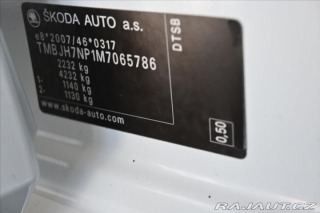 ŠKODA AUTO a.s.
e8*2007/46*0317
TMBJH7NP1M7065786
2232 kg
4232 kg
1- 1140 kg
2- 1130 kg
www.skoda-auto.com
DTSB
0,50
RAJAUT.CZ